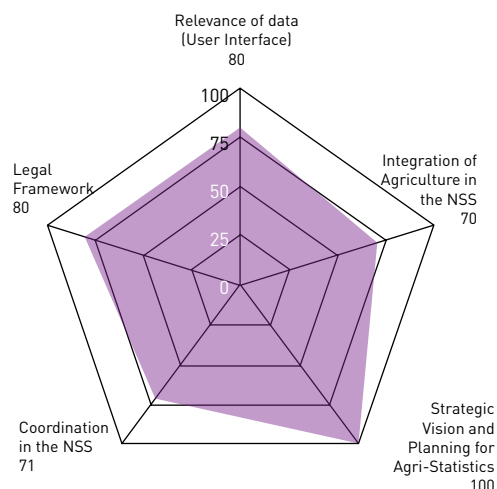 Relevance of data
(User Interface)
80
100
75
50
25
0
Integration of
Agriculture in
the NSS
70
Legal
Framework
80
Coordination
in the NSS
71
Strategic
Vision and
Planning for
Agri-Statistics
100